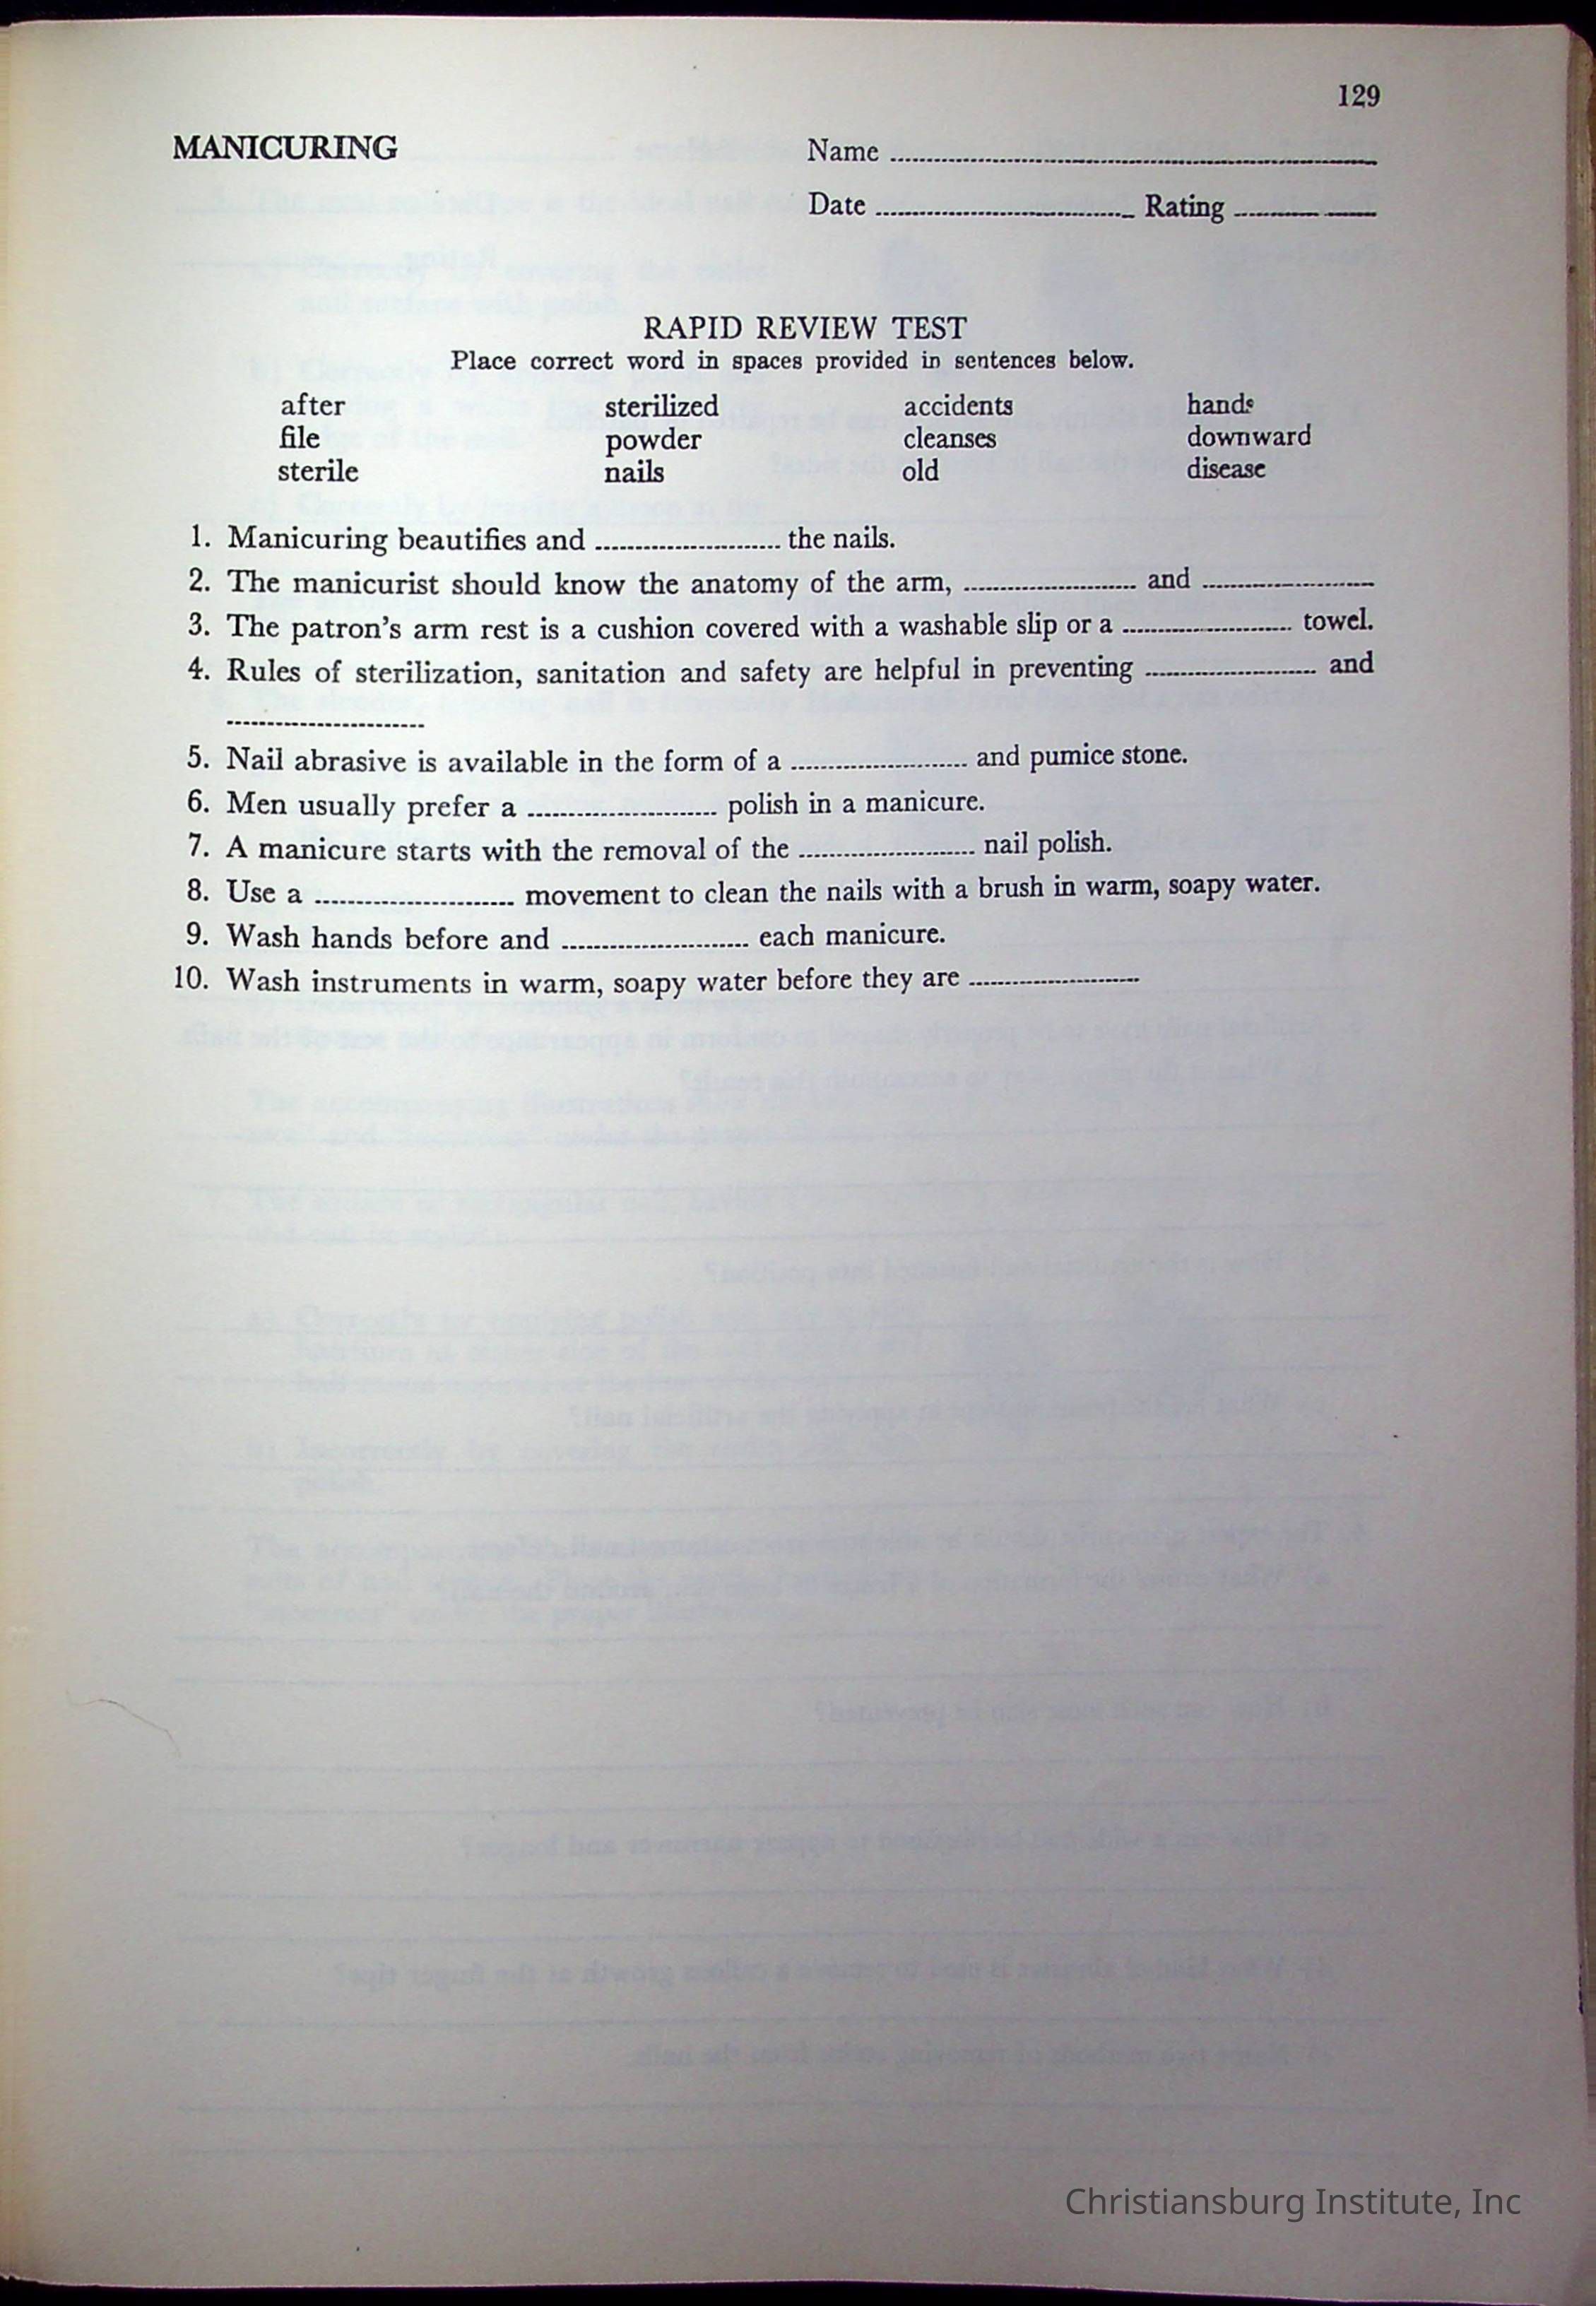 129
MANICURING
Name
Date Rating
RAPID REVIEW TEST
Place correct word in spaces provided in sentences below.
after sterilized accidents hands
file powder cleanses downward
sterile nails old disease
1. Manicuring beautifies and ........................ the nails.
2. The manicurist should know the anatomy of the arm, ........................ and ........................
3. The patron's arm rest is a cushion covered with a washable slip or a ........................ towel.
4. Rules of sterilization, sanitation and safety are helpful in preventing ........................ and
........................
5. Nail abrasive is available in the form of a ........................ and pumice stone.
6. Men usually prefer a ........................ polish in a manicure.
7. A manicure starts with the removal of the ........................ nail polish.
8. Use a ........................ movement to clean the nails with a brush in warm, soapy water.
9. Wash hands before and ........................ each manicure.
10. Wash instruments in warm, soapy water before they are ........................
Christiansburg Institute, Inc